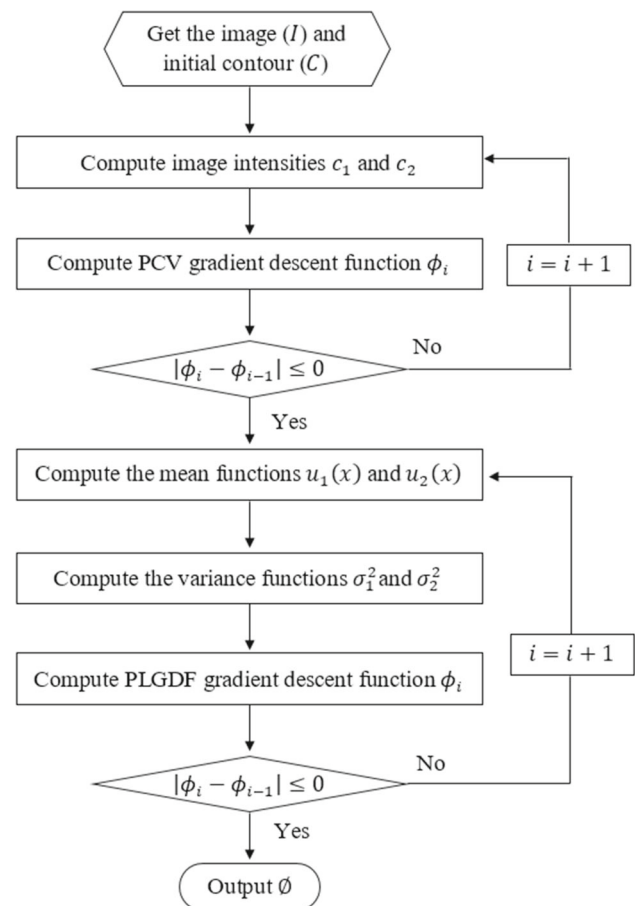 Get the image (I) and
initial contour (C)
Compute image intensities c₁ and c₂
Compute PCV gradient descent function ϕᵢ
i = i + 1
|ϕᵢ − ϕᵢ₋₁| ≤ 0
No
Yes
Compute the mean functions u₁(x) and u₂(x)
Compute the variance functions σ₁² and σ₂²
i = i + 1
Compute PLGDF gradient descent function ϕᵢ
|ϕᵢ − ϕᵢ₋₁| ≤ 0
No
Yes
Output Ø